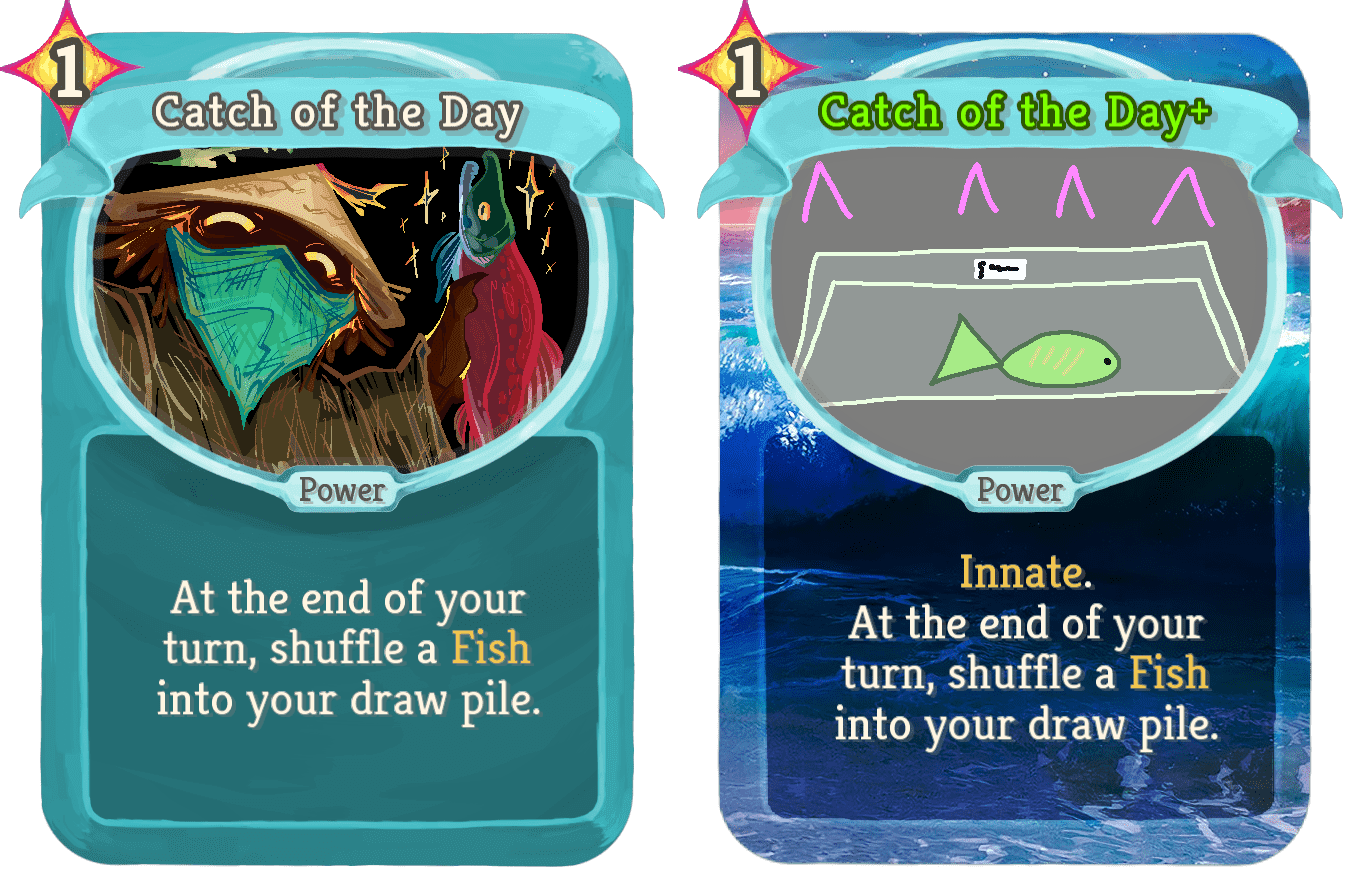 1
Catch of the Day
Power
At the end of your
turn, shuffle a Fish
into your draw pile.
1
Catch of the Day+
Power
Innate.
At the end of your
turn, shuffle a Fish
into your draw pile.